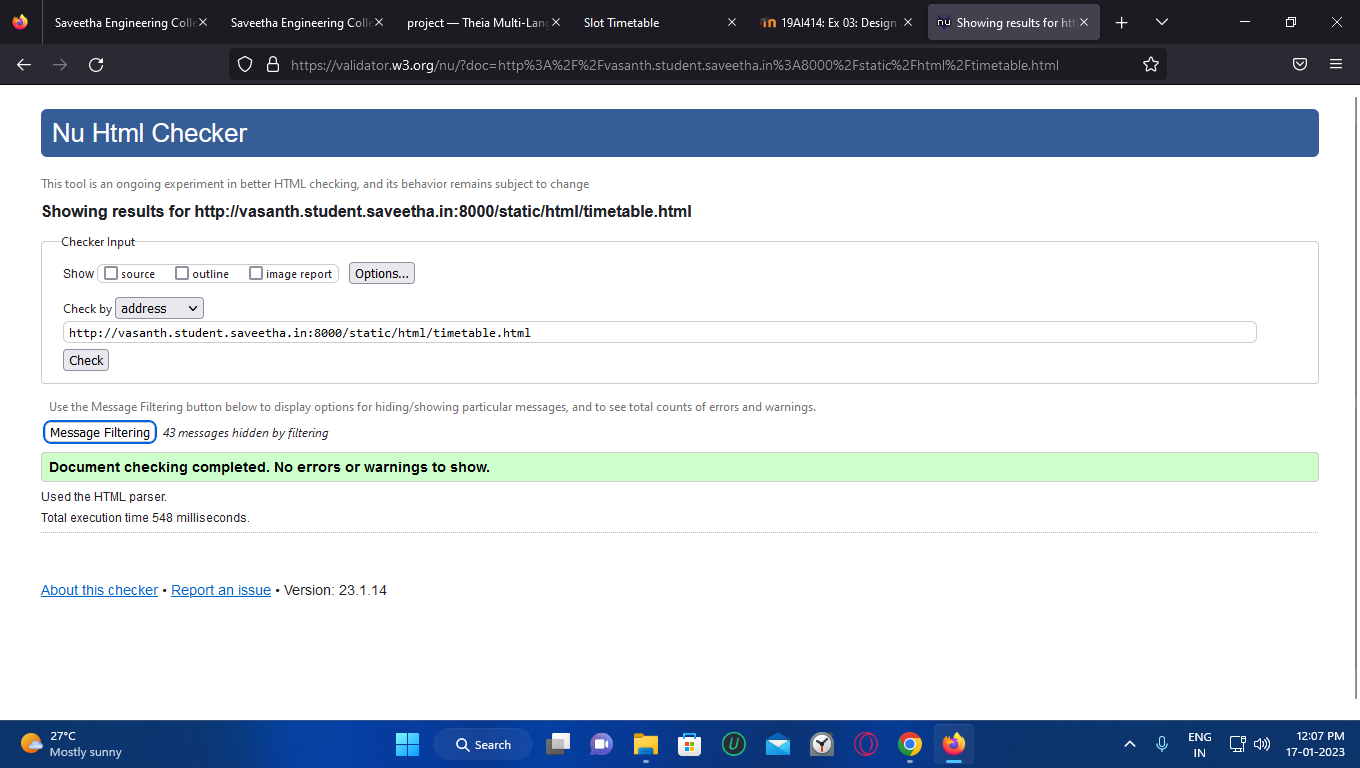 Saveetha Engineering Colle
Saveetha Engineering Colle
project — Theia Multi-Lang
Slot Timetable
19AI414: Ex 03: Design
nu Showing results for htt
https://validator.w3.org/nu/?doc=http%3A%2F%2Fvasanth.student.saveetha.in%3A8000%2Fstatic%2Fhtml%2Ftimetable.html
Nu Html Checker
This tool is an ongoing experiment in better HTML checking, and its behavior remains subject to change
Showing results for http://vasanth.student.saveetha.in:8000/static/html/timetable.html
Checker Input
Show source outline image report Options...
Check by address
http://vasanth.student.saveetha.in:8000/static/html/timetable.html
Check
Use the Message Filtering button below to display options for hiding/showing particular messages, and to see total counts of errors and warnings.
Message Filtering 43 messages hidden by filtering
Document checking completed. No errors or warnings to show.
Used the HTML parser.
Total execution time 548 milliseconds.
About this checker • Report an issue • Version: 23.1.14
27°C
Mostly sunny
Search
ENG
IN
12:07 PM
17-01-2023